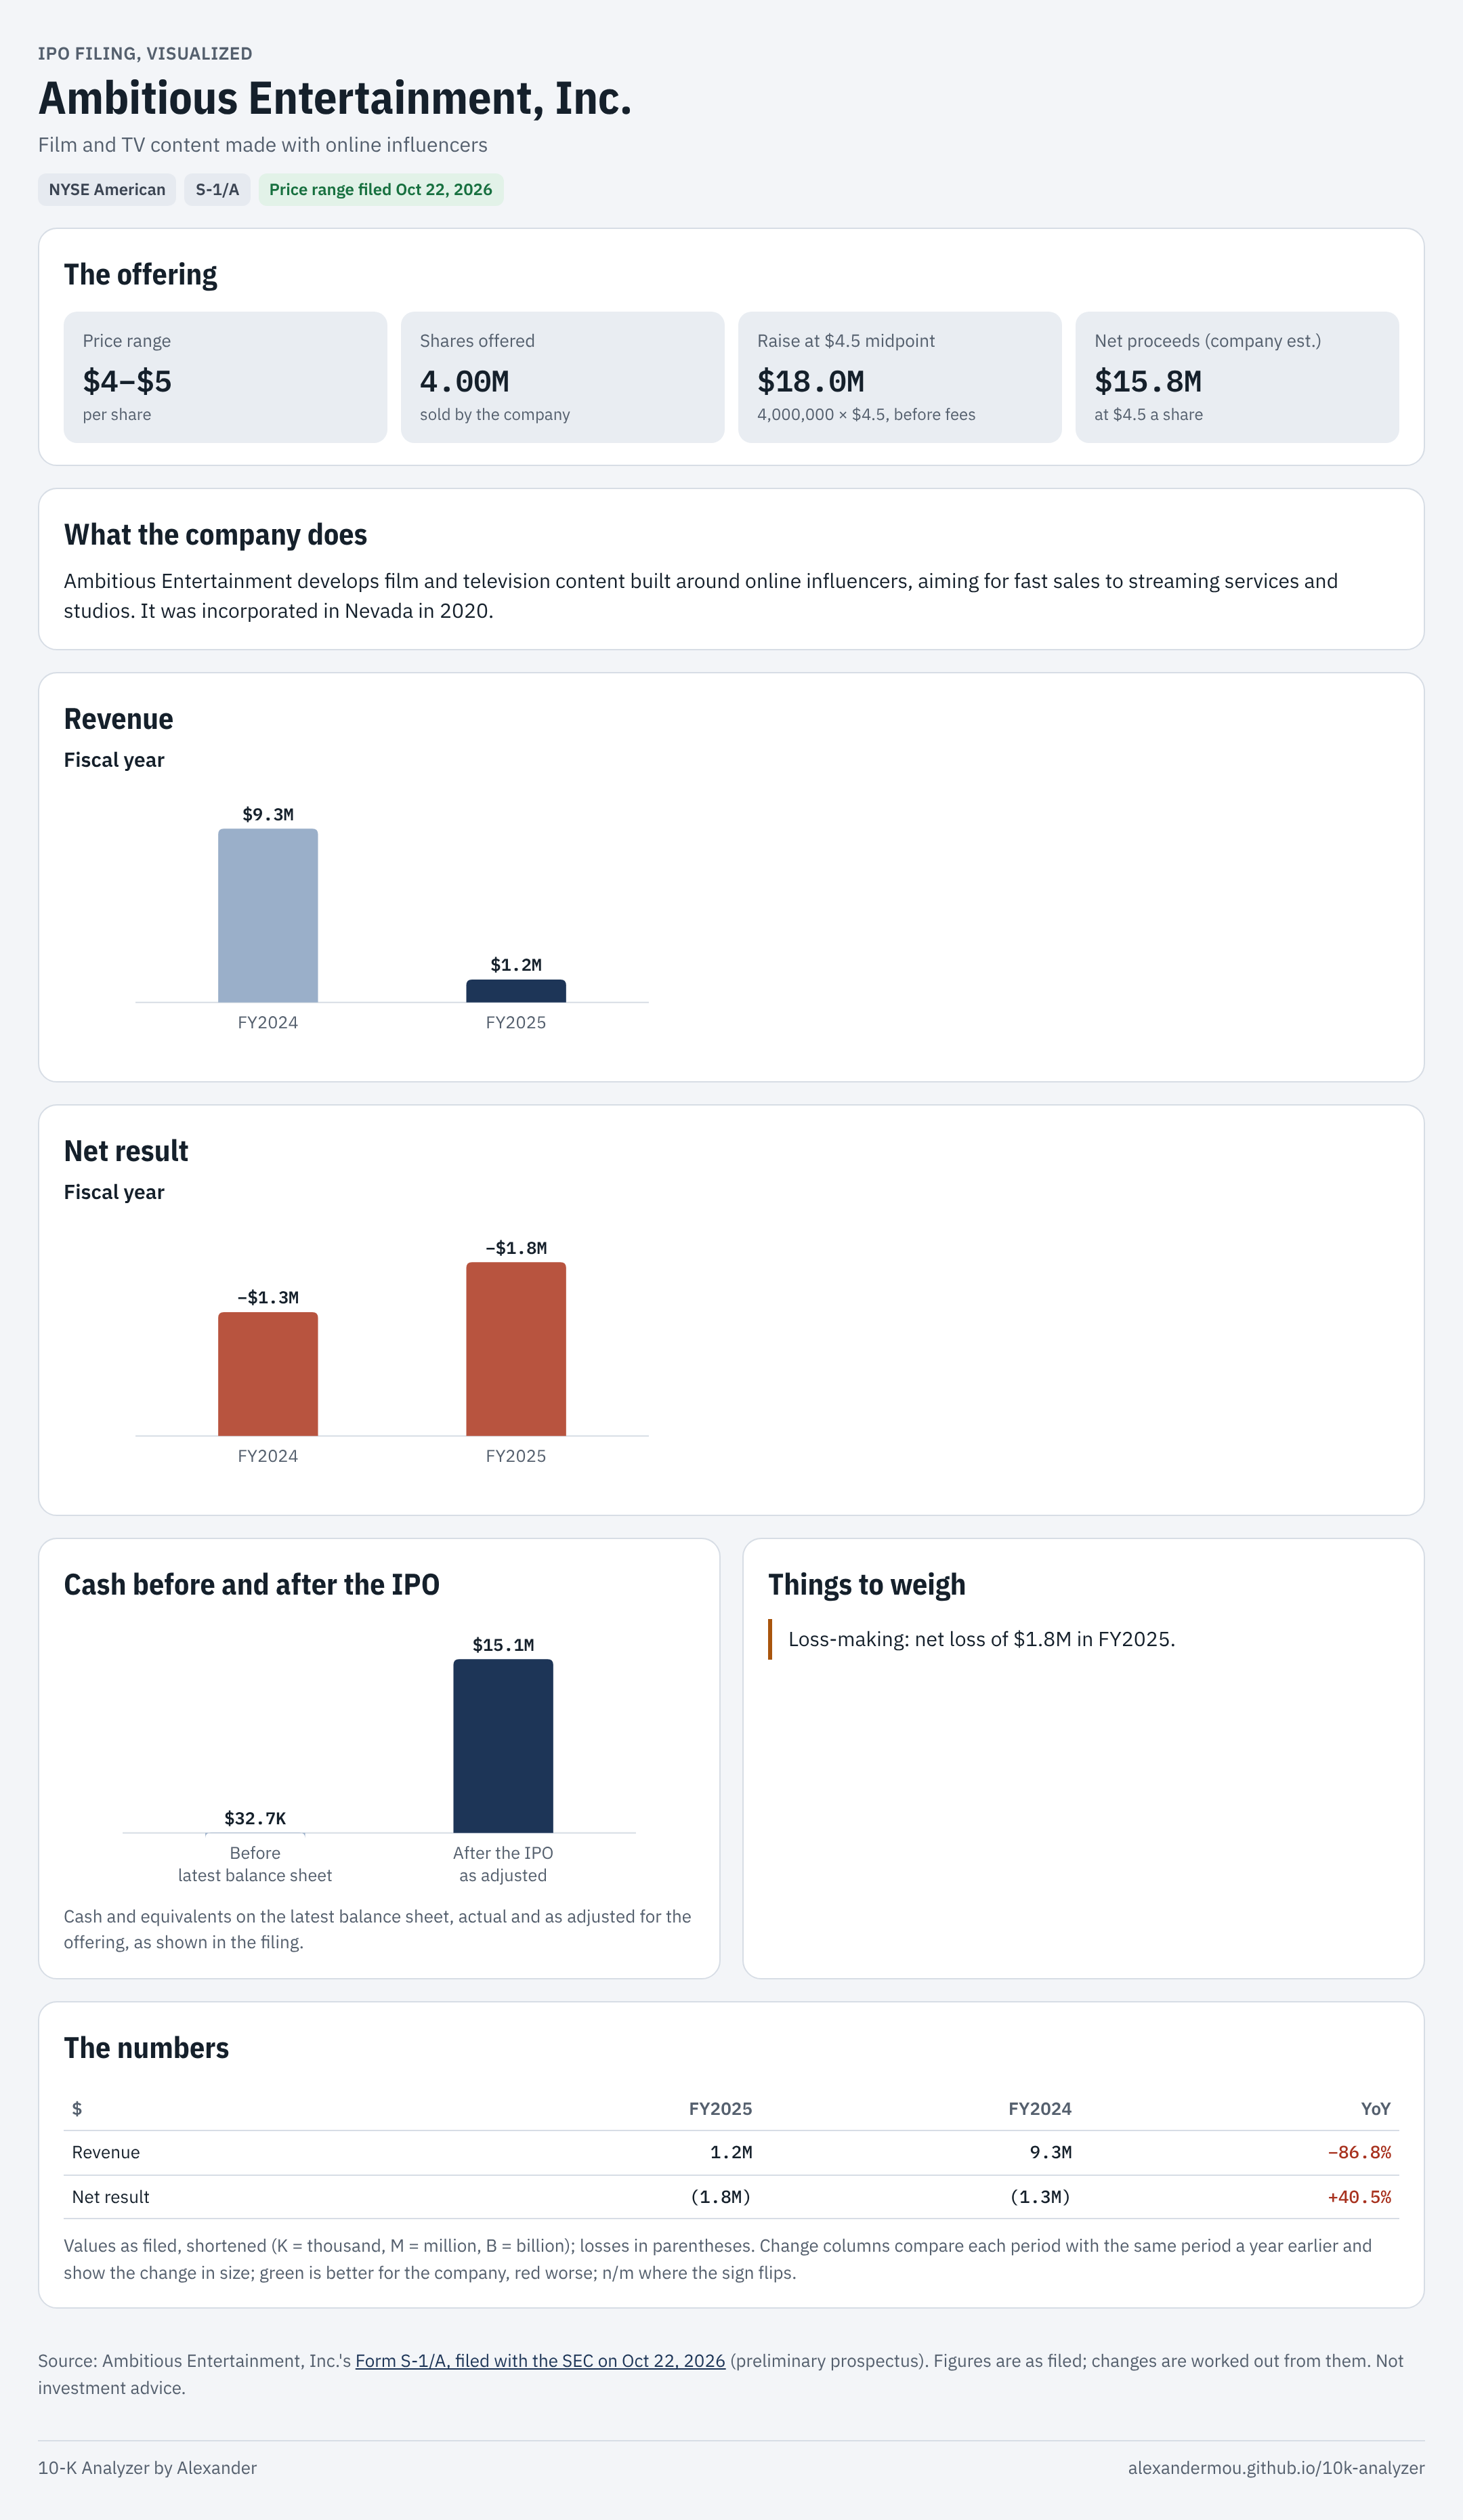 IPO FILING, VISUALIZED
Ambitious Entertainment, Inc.
Film and TV content made with online influencers
NYSE American
S-1/A
Price range filed Oct 22, 2026
The offering
Price range
$4–$5
per share
Shares offered
4.00M
sold by the company
Raise at $4.5 midpoint
$18.0M
4,000,000 × $4.5, before fees
Net proceeds (company est.)
$15.8M
at $4.5 a share
What the company does
Ambitious Entertainment develops film and television content built around online influencers, aiming for fast sales to streaming services and
studios. It was incorporated in Nevada in 2020.
Revenue
Fiscal year
$9.3M
$1.2M
FY2024
FY2025
Net result
Fiscal year
−$1.3M
−$1.8M
FY2024
FY2025
Cash before and after the IPO
$32.7K
$15.1M
Before
latest balance sheet
After the IPO
as adjusted
Cash and equivalents on the latest balance sheet, actual and as adjusted for the
offering, as shown in the filing.
Things to weigh
Loss-making: net loss of $1.8M in FY2025.
The numbers
$ FY2025 FY2024 YoY
Revenue 1.2M 9.3M −86.8%
Net result (1.8M) (1.3M) +40.5%
Values as filed, shortened (K = thousand, M = million, B = billion); losses in parentheses. Change columns compare each period with the same period a year earlier and
show the change in size; green is better for the company, red worse; n/m where the sign flips.
Source: Ambitious Entertainment, Inc.'s Form S-1/A, filed with the SEC on Oct 22, 2026 (preliminary prospectus). Figures are as filed; changes are worked out from them. Not
investment advice.
10-K Analyzer by Alexander
alexandermou.github.io/10k-analyzer